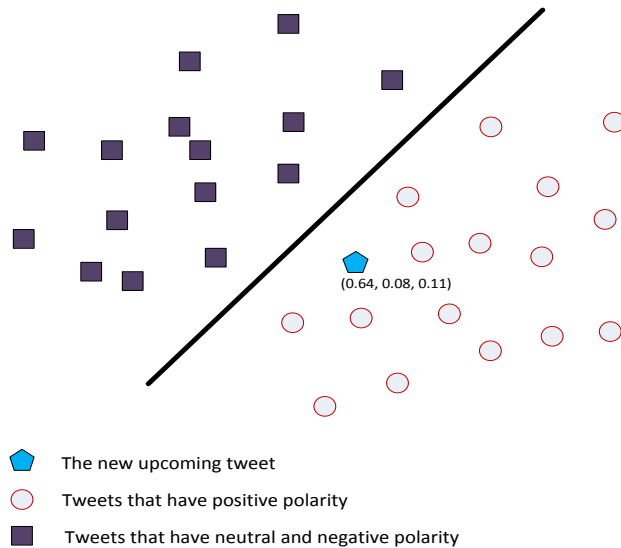 (0.64, 0.08, 0.11)
The new upcoming tweet
Tweets that have positive polarity
Tweets that have neutral and negative polarity